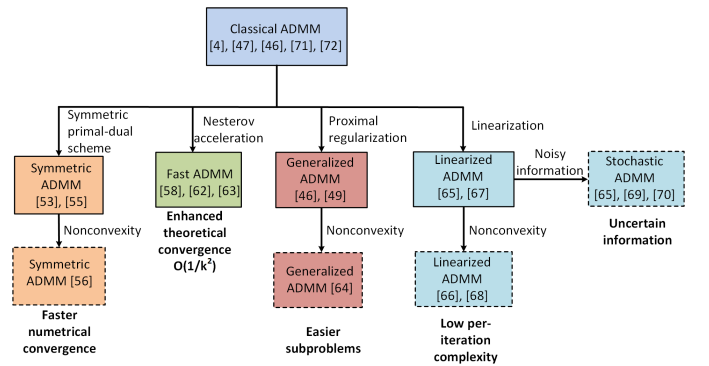 Classical ADMM
[4], [47], [46], [71], [72]
Symmetric
primal-dual
scheme
Nesterov
acceleration
Proximal
regularization
Linearization
Symmetric
ADMM
[53], [55]
Fast ADMM
[58], [62], [63]
Generalized
ADMM
[46], [49]
Linearized
ADMM
[65], [67]
Noisy
information
Stochastic
ADMM
[65], [69], [70]
Enhanced
theoretical
convergence
O(1/k²)
Uncertain
information
Nonconvexity
Nonconvexity
Nonconvexity
Symmetric
ADMM [56]
Generalized
ADMM [64]
Linearized
ADMM
[66], [68]
Faster
numerical
convergence
Easier
subproblems
Low per-
iteration
complexity